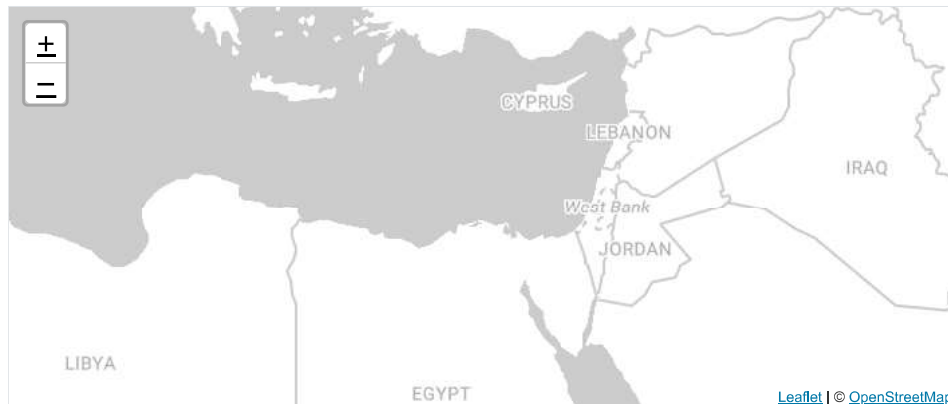 +
−
CYPRUS
LEBANON
IRAQ
West Bank
JORDAN
LIBYA
EGYPT
Leaflet | © OpenStreetMap